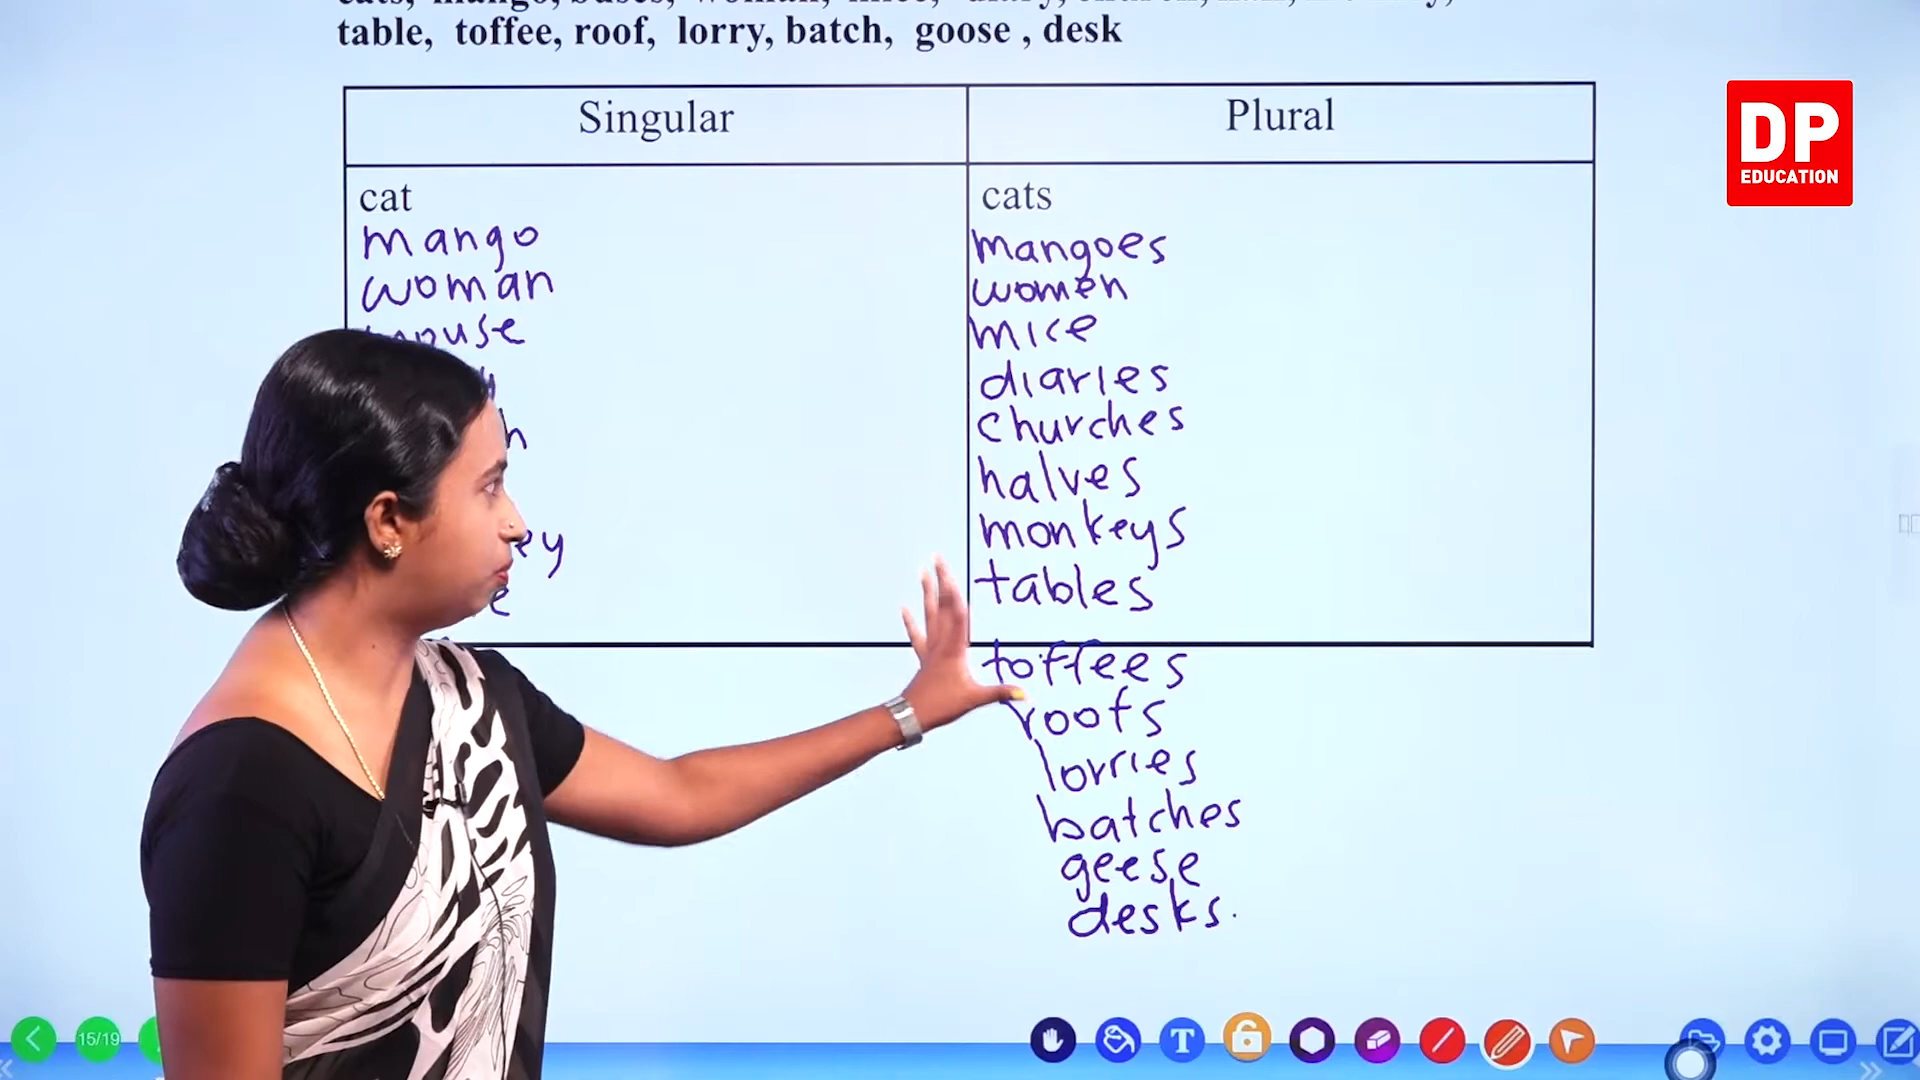 table, toffee, roof, lorry, batch, goose , desk
Singular
Plural
DP
EDUCATION
cat
cats
mango
mangoes
woman
women
mice
diaries
churches
halves
monkeys
tables
toffees
roofs
lorries
batches
geese
desks.
15/19
T